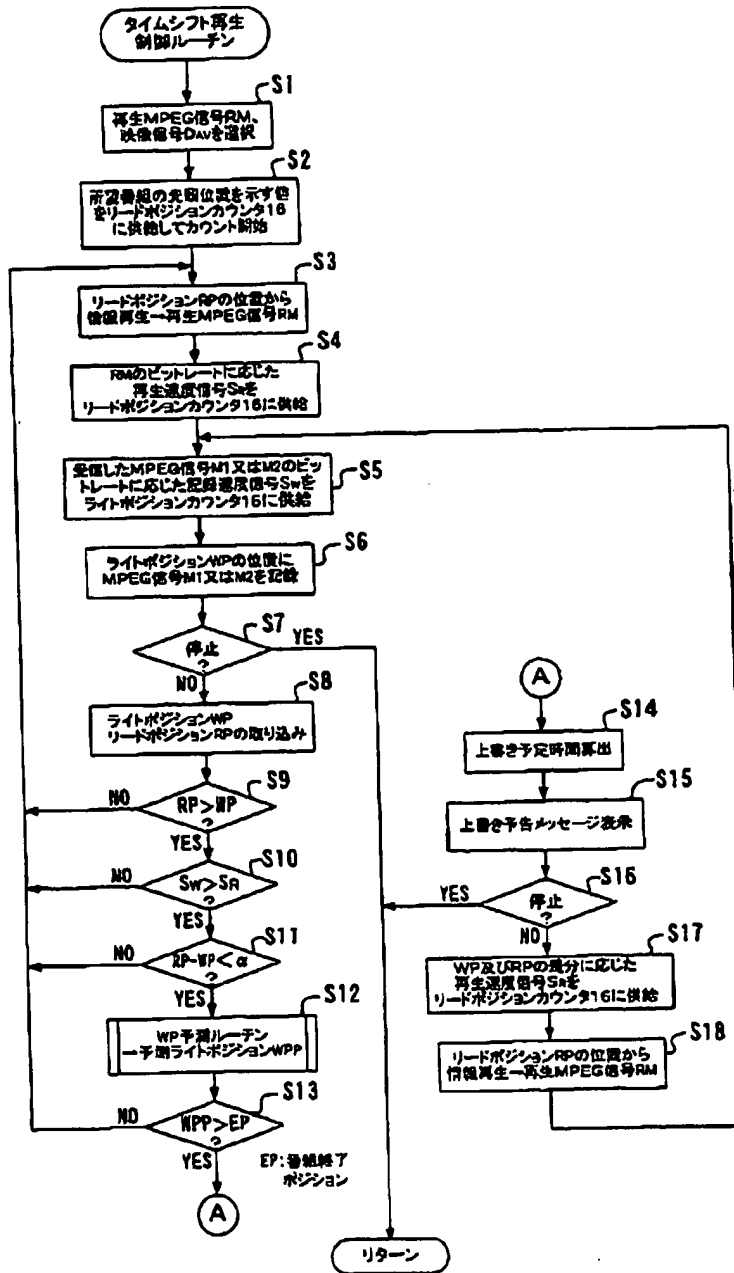 タイムシフト再生
制御ルーチン
S1
再生MPEG信号RM、
映像信号DAVを選択
S2
所望番組の先頭位置を示す値
をリードポジションカウンタ16
に供給してカウント開始
S3
リードポジションRPの位置から
情報再生→再生MPEG信号RM
S4
RMのビットレートに応じた
再生速度信号SRを
リードポジションカウンタ16に供給
S5
受信したMPEG信号M1又はM2のビッ
トレートに応じた記録速度信号SWを
ライトポジションカウンタ15に供給
S6
ライトポジションWPの位置に
MPEG信号M1又はM2を記録
S7
停止
?
YES
NO
S8
ライトポジションWP
リードポジションRPの取り込み
S9
RP>WP
?
NO
YES
S10
SW>SR
?
NO
YES
S11
RP-WP<α
?
NO
YES
S12
WP予測ルーチン
→予測ライトポジションWPP
S13
WPP>EP
?
NO
YES
EP:番組終了
ポジション
A
A
S14
上書き予定時間算出
S15
上書き予告メッセージ表示
S16
停止
?
YES
NO
S17
WP及びRPの差分に応じた
再生速度信号SRを
リードポジションカウンタ16に供給
S18
リードポジションRPの位置から
情報再生→再生MPEG信号RM
リターン